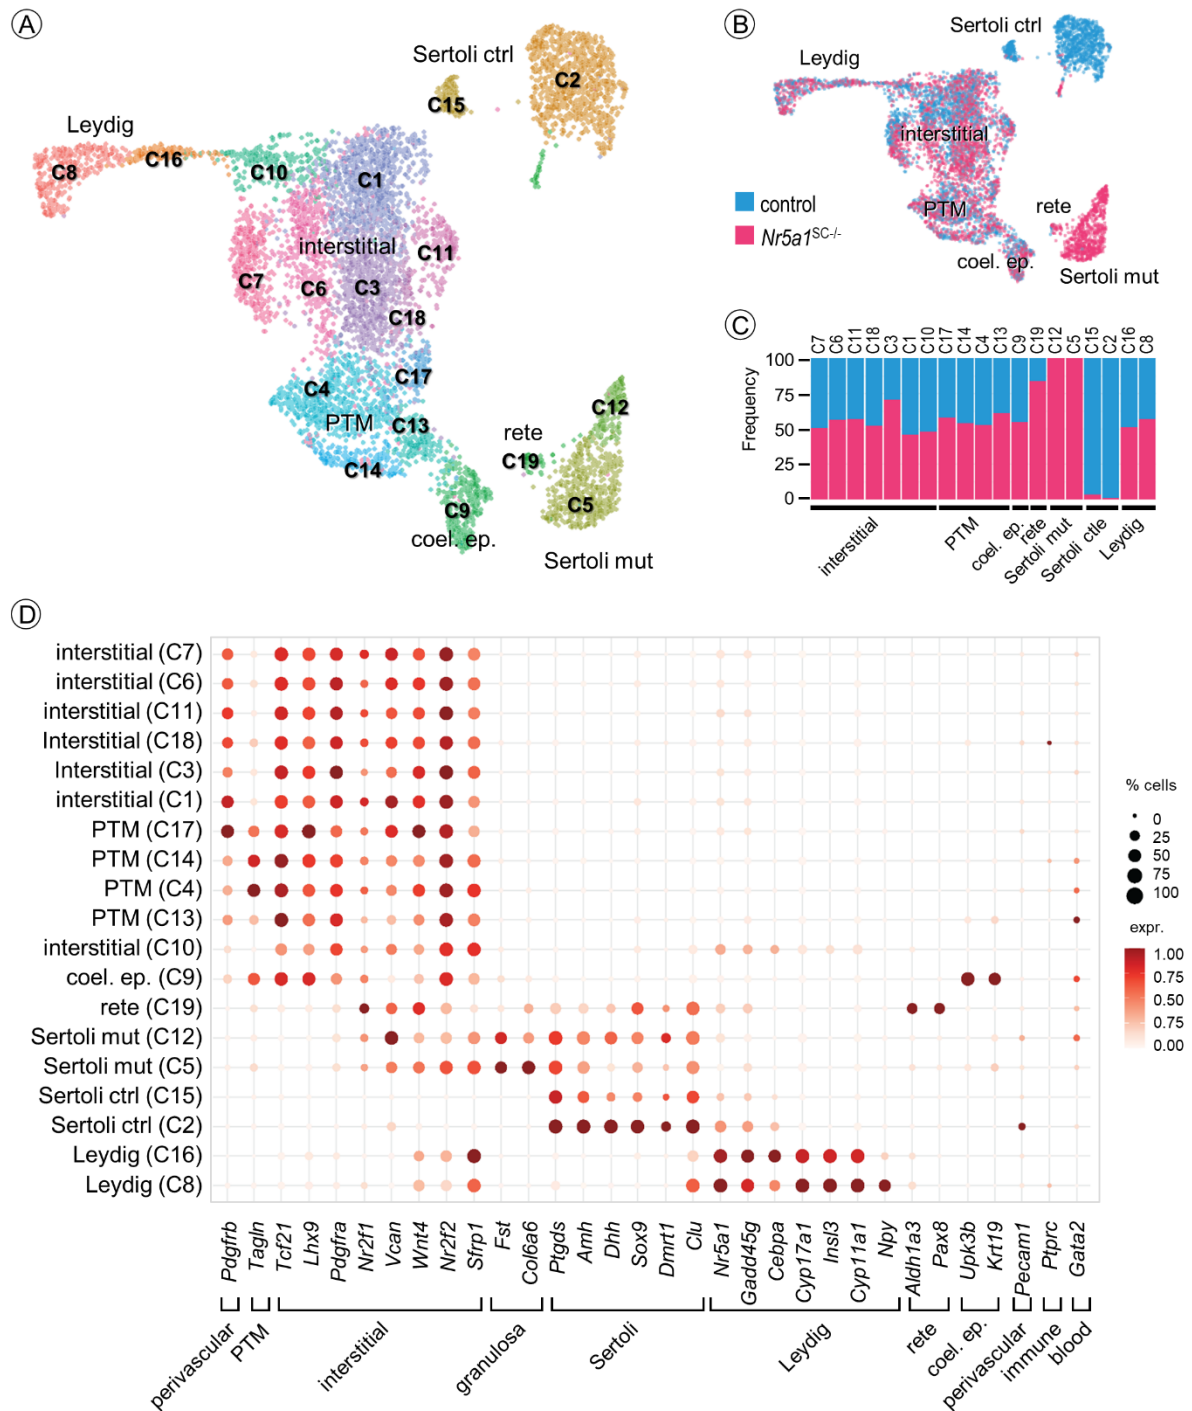 A
Sertoli ctrl
C2
C15
Leydig
C8
C16
C10
C1
interstitial
C11
C7
C6
C3
C18
C4
C17
PTM
C13
C14
C12
rete
C19
C5
C9
coel. ep.
Sertoli mut
B
Sertoli ctrl
Leydig
interstitial
control
Nr5a1SC-/-
PTM
rete
coel. ep.
Sertoli mut
C
C7 C6 C11 C18 C3 C1 C10 C17 C14 C4 C13 C9 C19 C12 C5 C15 C2 C16 C8
Frequency
100
75
50
25
0
interstitial
PTM
coel. ep.
rete
Sertoli mut
Sertoli ctle
Leydig
D
interstitial (C7)
interstitial (C6)
interstitial (C11)
Interstitial (C18)
Interstitial (C3)
interstitial (C1)
PTM (C17)
PTM (C14)
PTM (C4)
PTM (C13)
interstitial (C10)
coel. ep. (C9)
rete (C19)
Sertoli mut (C12)
Sertoli mut (C5)
Sertoli ctrl (C15)
Sertoli ctrl (C2)
Leydig (C16)
Leydig (C8)
% cells
0
25
50
75
100
expr.
1.00
0.75
0.50
0.75
0.00
Pdgfrb
Tagln
Tcf21
Lhx9
Pdgfra
Nr2f1
Vcan
Wnt4
Nr2f2
Sfrp1
Fst
Col6a6
Ptgds
Amh
Dhh
Sox9
Dmrt1
Clu
Nr5a1
Gadd45g
Cebpa
Cyp17a1
Insl3
Cyp11a1
Npy
Aldh1a3
Pax8
Upk3b
Krt19
Pecam1
Ptprc
Gataa2
perivascular
PTM
interstitial
granulosa
Sertoli
Leydig
rete
coel. ep.
perivascular
immune
blood